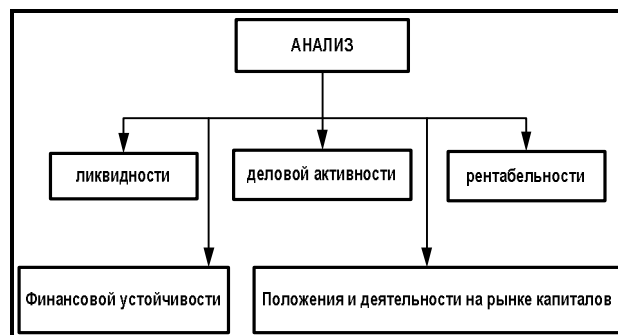 АНАЛИЗ
ликвидности
деловой активности
рентабельности
Финансовой устойчивости
Положения и деятельности на рынке капиталов